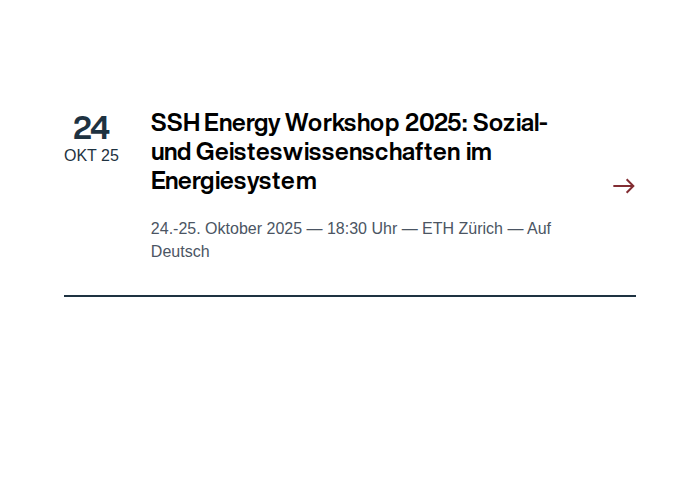 24
OKT 25
SSH Energy Workshop 2025: Sozial-
und Geisteswissenschaften im
Energiesystem
24.-25. Oktober 2025 — 18:30 Uhr — ETH Zürich — Auf
Deutsch